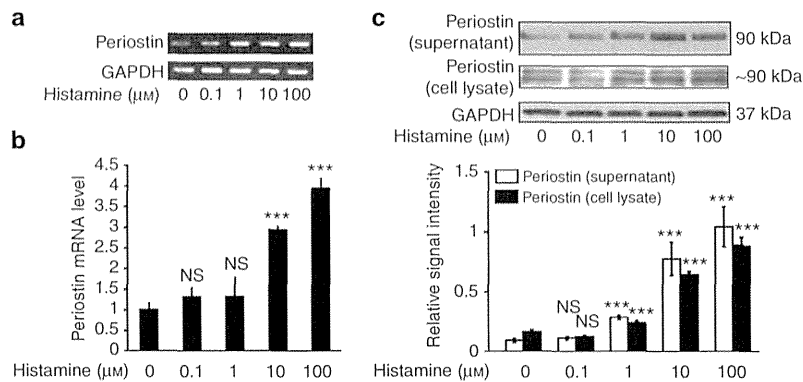 a
Periostin
GAPDH
Histamine (μM) 0 0.1 1 10 100
b
Periostin mRNA level
4.5
4
3.5
3
2.5
2
1.5
1
0.5
0
NS
NS
***
***
Histamine (μM) 0 0.1 1 10 100
c
Periostin
(supernatant)
90 kDa
Periostin
(cell lysate)
~90 kDa
GAPDH
37 kDa
Histamine (μM) 0 0.1 1 10 100
Relative signal intensity
1.5
1
0.5
0
Periostin (supernatant)
Periostin (cell lysate)
NS
NS
***
***
***
***
***
***
Histamine (μM) 0 0.1 1 10 100